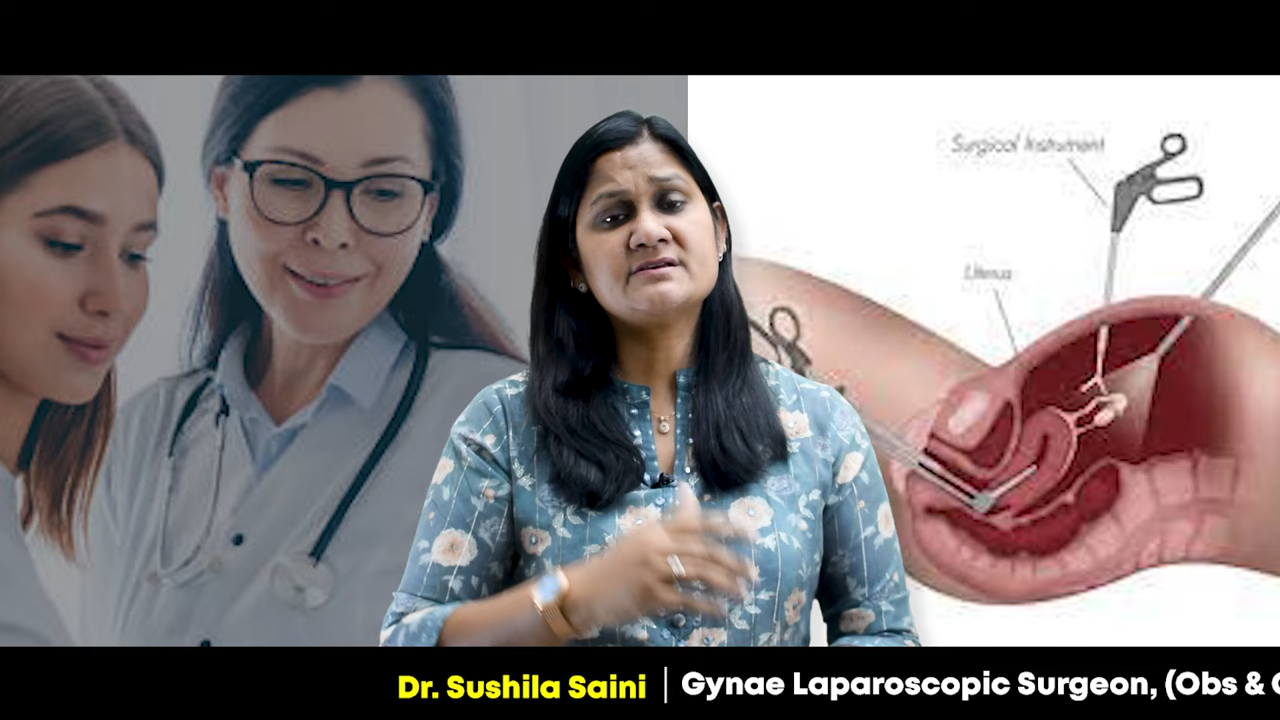 Surgical Instrument
Uterus
Dr. Sushila Saini | Gynae Laparoscopic Surgeon, (Obs &